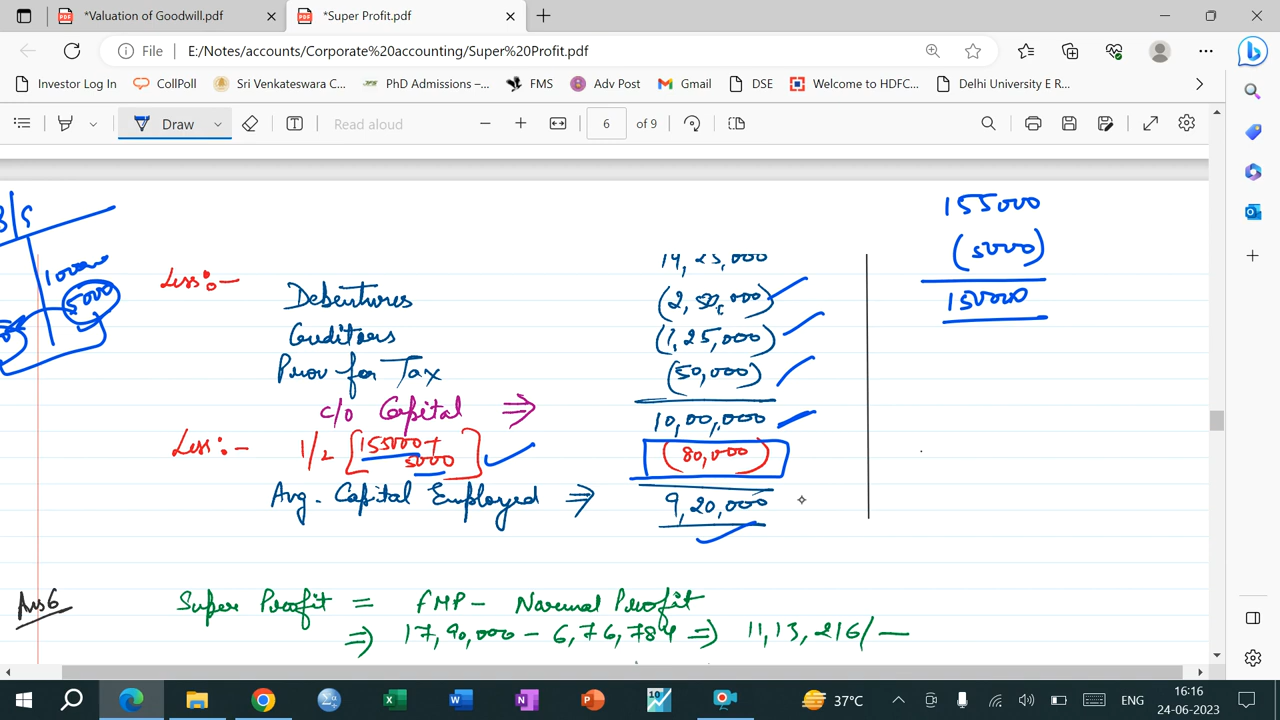 *Valuation of Goodwill.pdf
*Super Profit.pdf
File E:/Notes/accounts/Corporate%20accounting/Super%20Profit.pdf
Investor Log In
CollPoll
Sri Venkateswara C...
PhD Admissions –...
FMS
Adv Post
Gmail
DSE
Welcome to HDFC...
Delhi University E R...
Draw
Read aloud
6 of 9
B/S
5000
155000
(5000)
150000
Less:-
14,25,000
Debentures (2,50,000)
Creditors (1,25,000)
Prov for Tax (50,000)
c/o Capital ⇒ 10,00,000
Less:- 1/2 [155000+ 5000] (80,000)
Avg. Capital Employed ⇒ 9,20,000
Ans6 Super Profit = FMP - Normal Profit
⇒ 17,90,000 - 6,76,784 ⇒ 11,13,216/-
37°C
ENG
16:16
24-06-2023